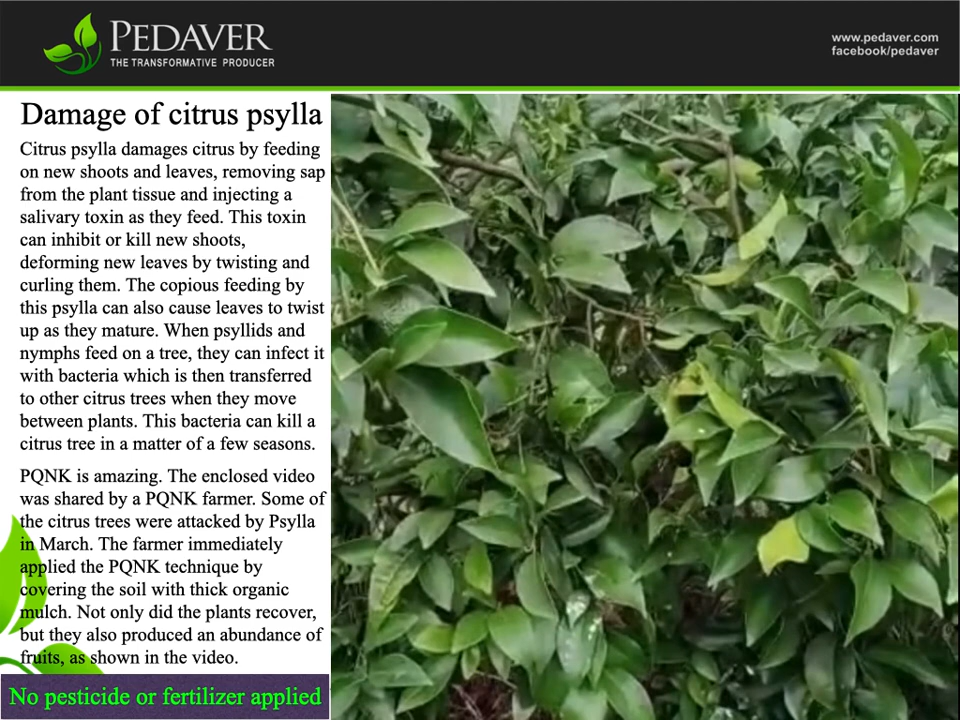 PEDAVER
THE TRANSFORMATIVE PRODUCER
www.pedaver.com
facebook/pedaver
Damage of citrus psylla
Citrus psylla damages citrus by feeding
on new shoots and leaves, removing sap
from the plant tissue and injecting a
salivary toxin as they feed. This toxin
can inhibit or kill new shoots,
deforming new leaves by twisting and
curling them. The copious feeding by
this psylla can also cause leaves to twist
up as they mature. When psyllids and
nymphs feed on a tree, they can infect it
with bacteria which is then transferred
to other citrus trees when they move
between plants. This bacteria can kill a
citrus tree in a matter of a few seasons.
PQNK is amazing. The enclosed video
was shared by a PQNK farmer. Some of
the citrus trees were attacked by Psylla
in March. The farmer immediately
applied the PQNK technique by
covering the soil with thick organic
mulch. Not only did the plants recover,
but they also produced an abundance of
fruits, as shown in the video.
No pesticide or fertilizer applied